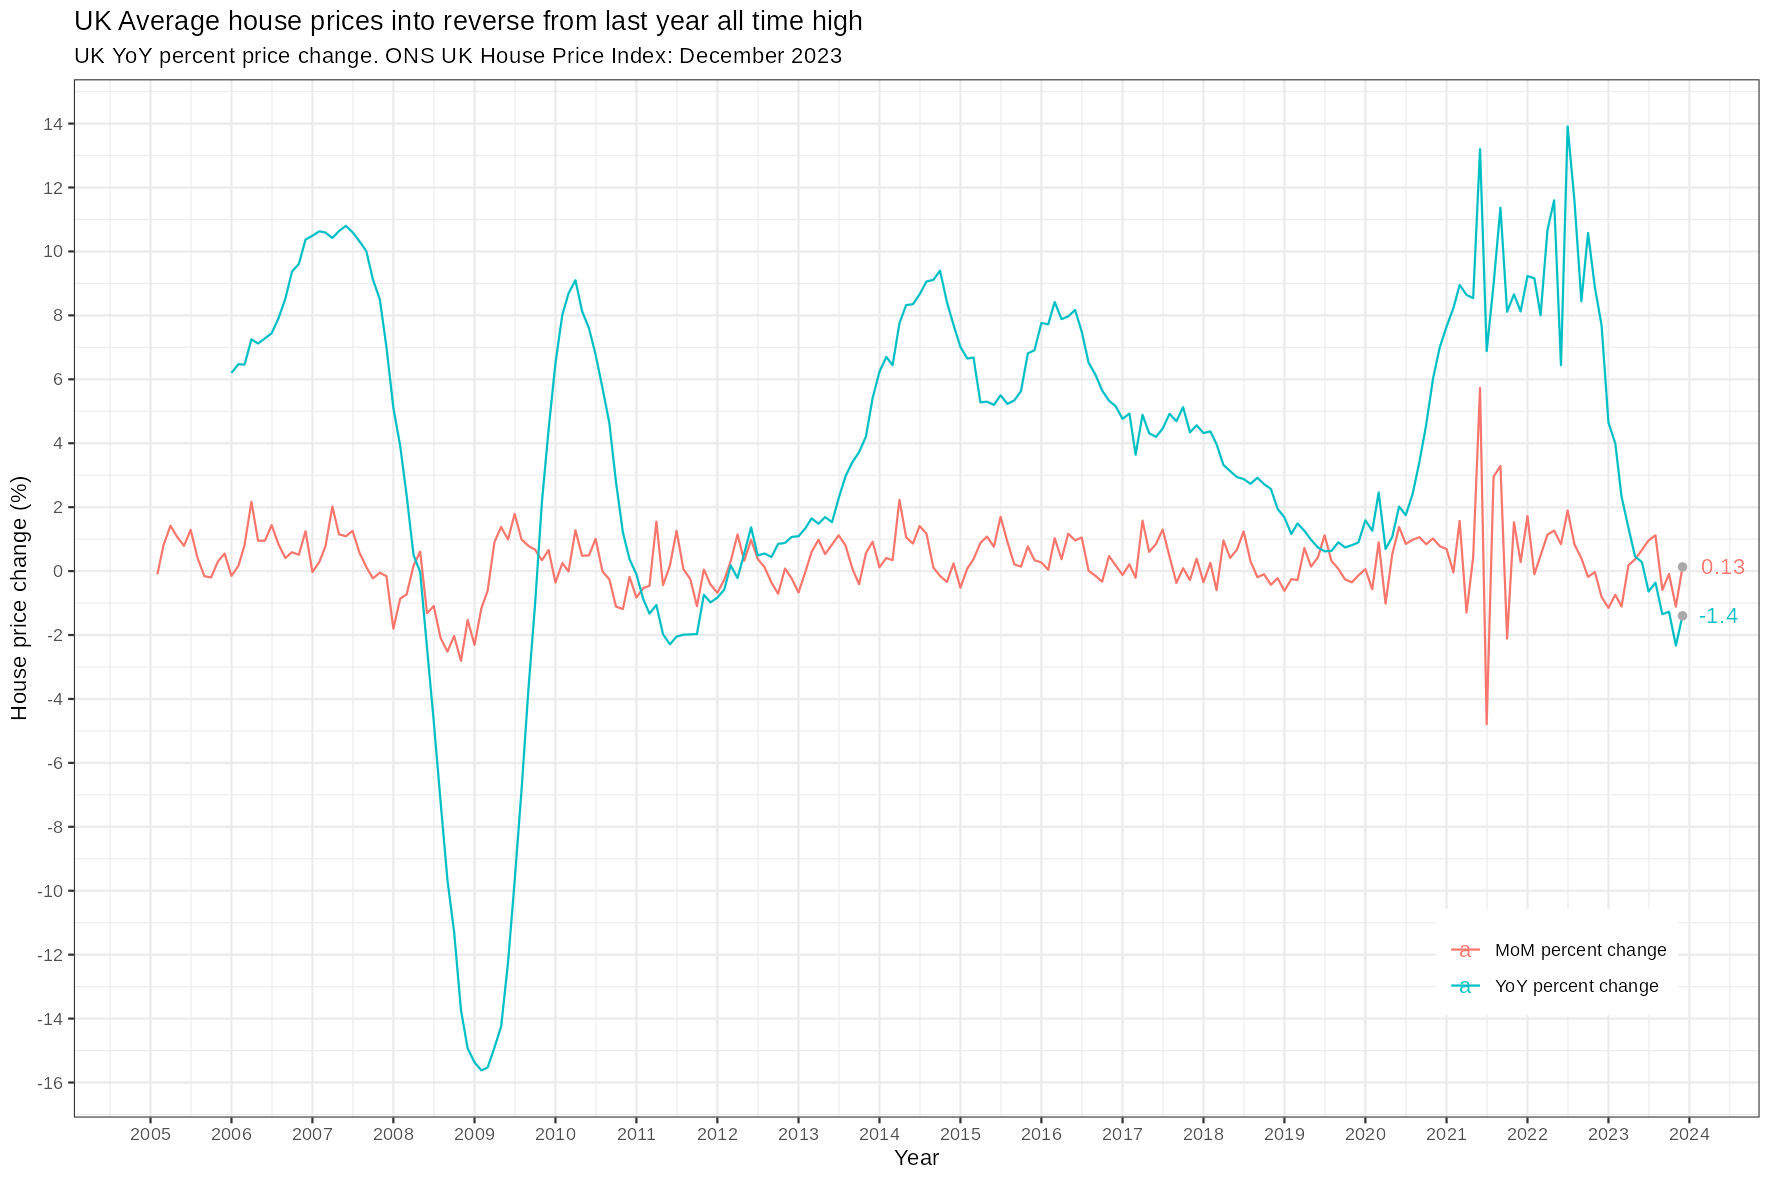 UK Average house prices into reverse from last year all time high
UK YoY percent price change. ONS UK House Price Index: December 2023
House price change (%)
14
12
10
8
6
4
2
0
-2
-4
-6
-8
-10
-12
-14
-16
0.13
-1.4
a MoM percent change
a YoY percent change
2005 2006 2007 2008 2009 2010 2011 2012 2013 2014 2015 2016 2017 2018 2019 2020 2021 2022 2023 2024
Year